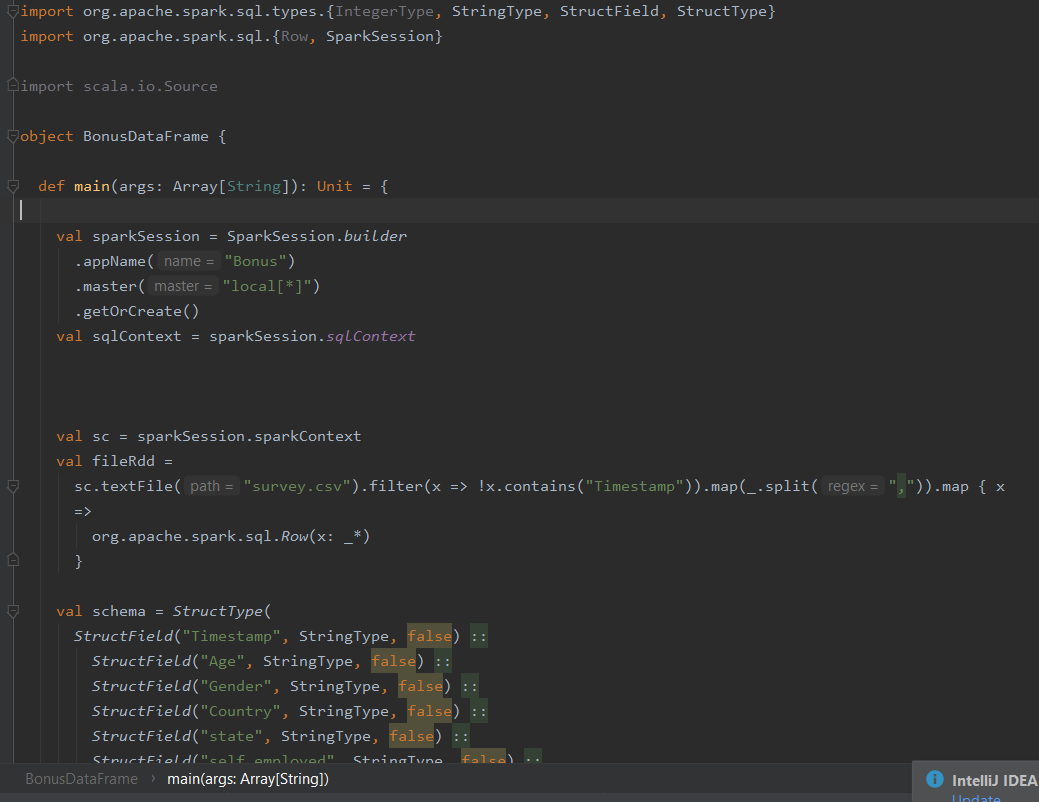 import org.apache.spark.sql.types.{IntegerType, StringType, StructField, StructType}
import org.apache.spark.sql.{Row, SparkSession}
import scala.io.Source
object BonusDataFrame {
def main(args: Array[String]): Unit = {
val sparkSession = SparkSession.builder
.appName( name = "Bonus")
.master( master = "local[*]")
.getOrCreate()
val sqlContext = sparkSession.sqlContext
val sc = sparkSession.sparkContext
val fileRdd =
sc.textFile( path = "survey.csv").filter(x => !x.contains("Timestamp")).map(_.split( regex = ",")).map { x
=>
org.apache.spark.sql.Row(x: _*)
}
val schema = StructType(
StructField("Timestamp", StringType, false) ::
StructField("Age", StringType, false) ::
StructField("Gender", StringType, false) ::
StructField("Country", StringType, false) ::
StructField("state", StringType, false) ::
StructField("self_employed", StringType, false) ::
BonusDataFrame › main(args: Array[String])
IntelliJ IDEA
Update